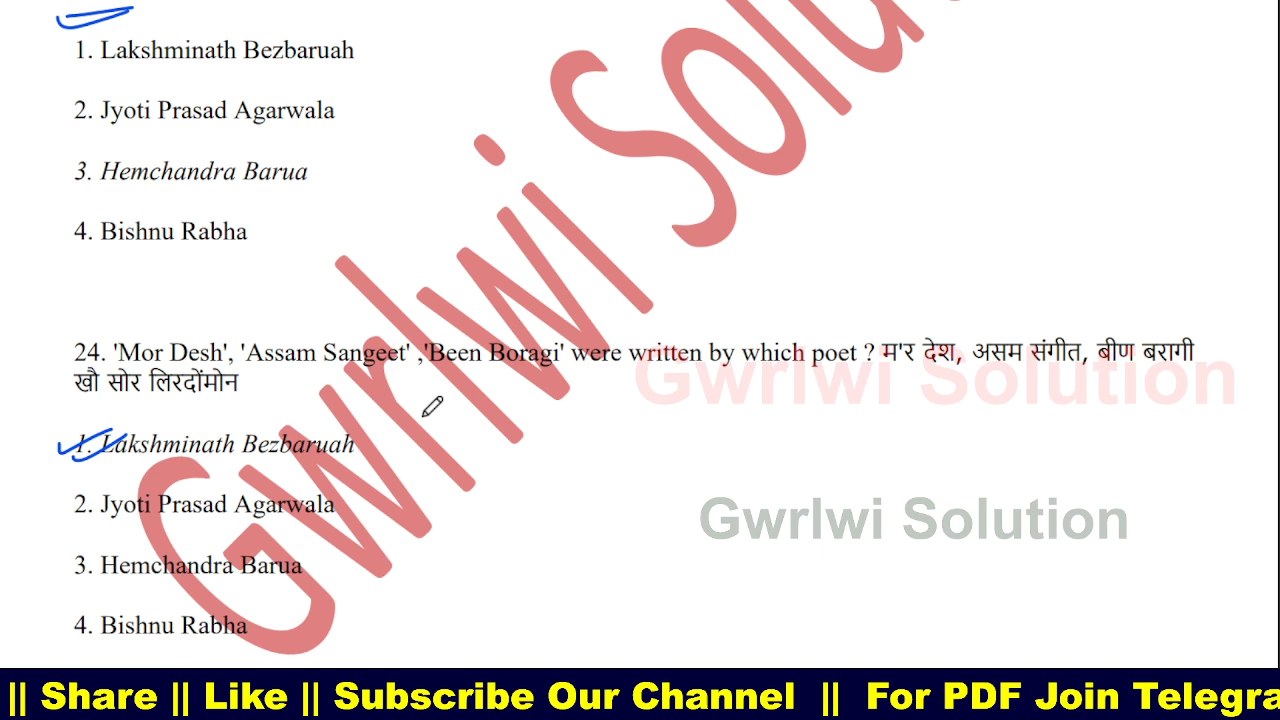 1. Lakshminath Bezbaruah
2. Jyoti Prasad Agarwala
3. Hemchandra Barua
4. Bishnu Rabha
24. 'Mor Desh', 'Assam Sangeet' ,'Been Boragi' were written by which poet ? म'र देश, असम संगीत, बीण बरागी
खौ सोर लिरदोंमोन
1. Lakshminath Bezbaruah
2. Jyoti Prasad Agarwala
3. Hemchandra Barua
4. Bishnu Rabha
Gwrlwi Solu
Gwrlwi Solution
Gwrlwi Solution
|| Share || Like || Subscribe Our Channel || For PDF Join Telegra